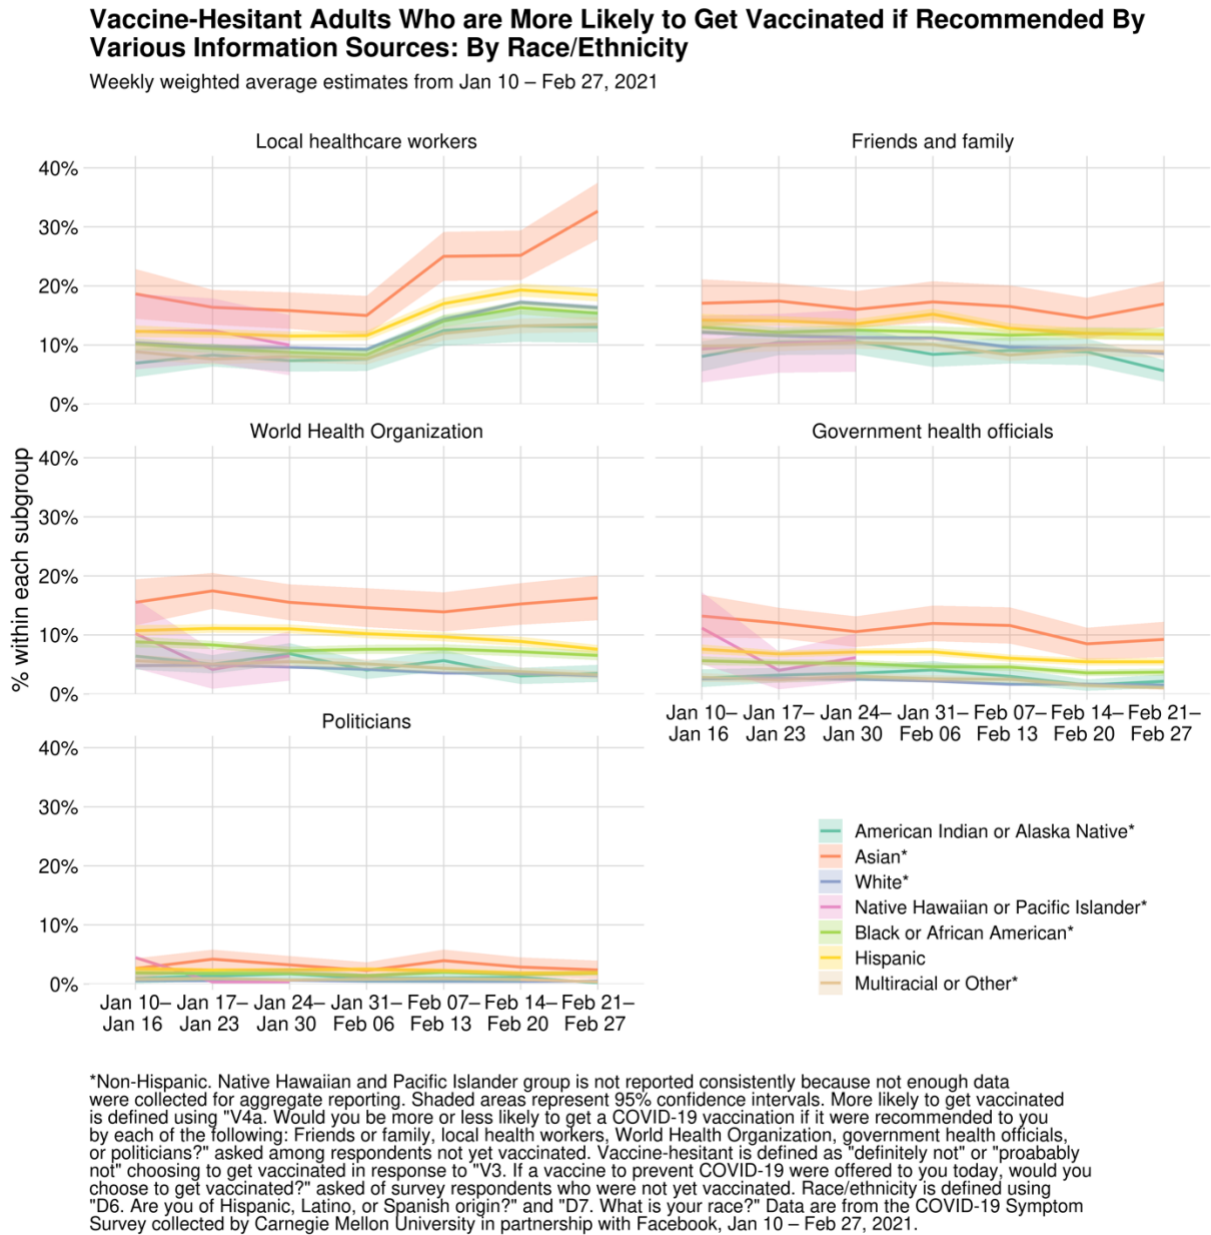 Vaccine-Hesitant Adults Who are More Likely to Get Vaccinated if Recommended By
Various Information Sources: By Race/Ethnicity
Weekly weighted average estimates from Jan 10 – Feb 27, 2021
Local healthcare workers
Friends and family
40%
30%
20%
10%
0%
World Health Organization
Government health officials
% within each subgroup
40%
30%
20%
10%
0%
Jan 10– Jan 17– Jan 24– Jan 31– Feb 07– Feb 14– Feb 21–
Jan 16 Jan 23 Jan 30 Feb 06 Feb 13 Feb 20 Feb 27
Politicians
40%
30%
20%
10%
0%
Jan 10– Jan 17– Jan 24– Jan 31– Feb 07– Feb 14– Feb 21–
Jan 16 Jan 23 Jan 30 Feb 06 Feb 13 Feb 20 Feb 27
American Indian or Alaska Native*
Asian*
White*
Native Hawaiian or Pacific Islander*
Black or African American*
Hispanic
Multiracial or Other*
*Non-Hispanic. Native Hawaiian and Pacific Islander group is not reported consistently because not enough data
were collected for aggregate reporting. Shaded areas represent 95% confidence intervals. More likely to get vaccinated
is defined using "V4a. Would you be more or less likely to get a COVID-19 vaccination if it were recommended to you
by each of the following: Friends or family, local health workers, World Health Organization, government health officials,
or politicians?" asked among respondents not yet vaccinated. Vaccine-hesitant is defined as "definitely not" or "proabably
not" choosing to get vaccinated in response to "V3. If a vaccine to prevent COVID-19 were offered to you today, would you
choose to get vaccinated?" asked of survey respondents who were not yet vaccinated. Race/ethnicity is defined using
"D6. Are you of Hispanic, Latino, or Spanish origin?" and "D7. What is your race?" Data are from the COVID-19 Symptom
Survey collected by Carnegie Mellon University in partnership with Facebook, Jan 10 – Feb 27, 2021.